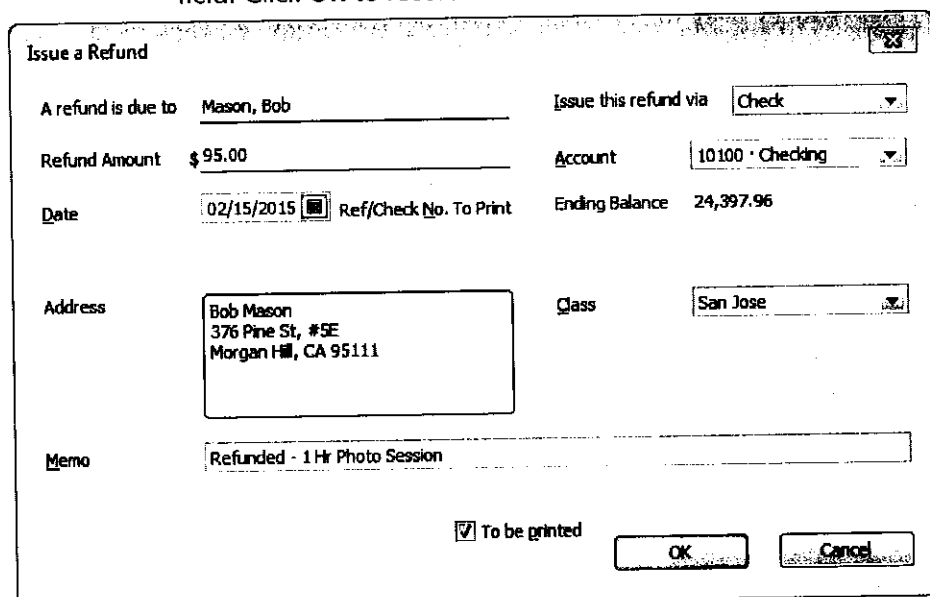 Issue a Refund
A refund is due to Mason, Bob Issue this refund via Check
Refund Amount $ 95.00 Account 10100 · Checking
Date 02/15/2015 Ref/Check No. To Print Ending Balance 24,397.96
Address Bob Mason Class San Jose
376 Pine St, #5E
Morgan Hill, CA 95111
Memo Refunded - 1 Hr Photo Session
To be printed OK Cancel